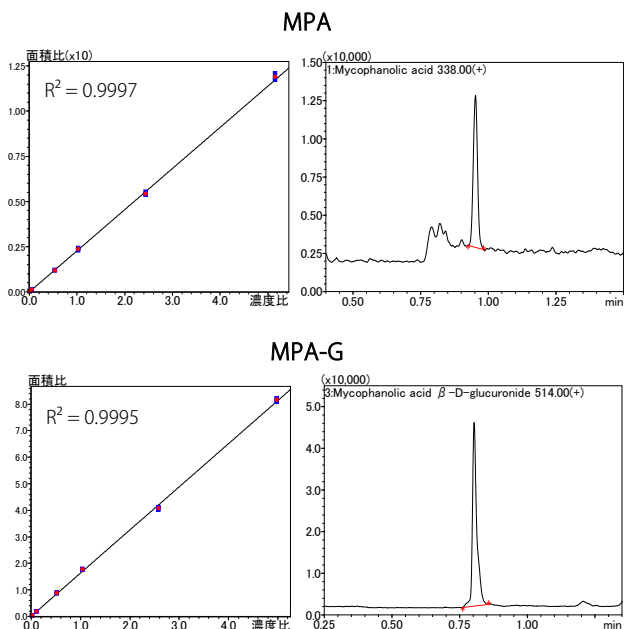 MPA
面積比(x10)
R² = 0.9997
1.25
1.00
0.75
0.50
0.25
0.00
0.0 1.0 2.0 3.0 4.0 濃度比
(x10,000)
1:Mycophanolic acid 338.00(+)
1.50
1.25
1.00
0.75
0.50
0.25
0.00
0.50 0.75 1.00 1.25 min
MPA-G
面積比
R² = 0.9995
8.0
7.0
6.0
5.0
4.0
3.0
2.0
1.0
0.0
0.0 1.0 2.0 3.0 4.0 濃度比
(x10,000)
3:Mycophanolic acid β-D-glucuronide 514.00(+)
5.0
4.0
3.0
2.0
1.0
0.0
0.25 0.50 0.75 1.00 1.25 min